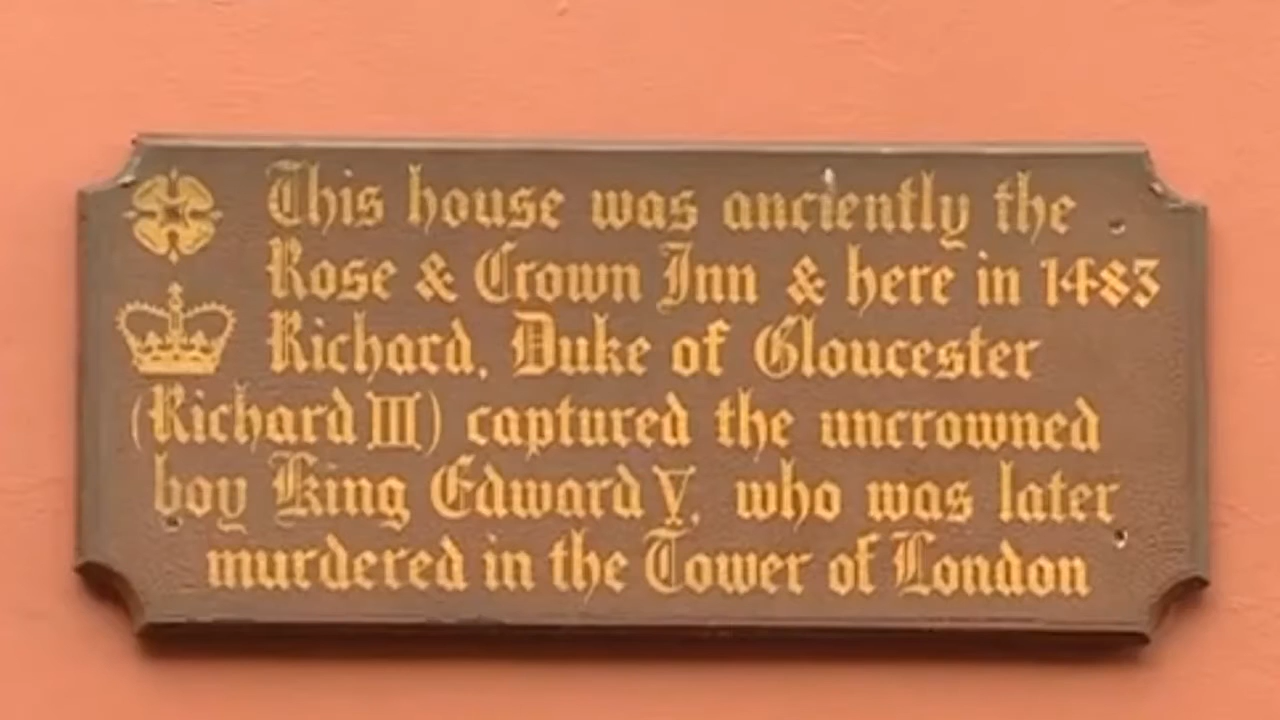 This house was anciently the
Rose & Crown Inn & here in 1483
Richard, Duke of Gloucester
(Richard III) captured the uncrowned
boy King Edward V, who was later
murdered in the Tower of London